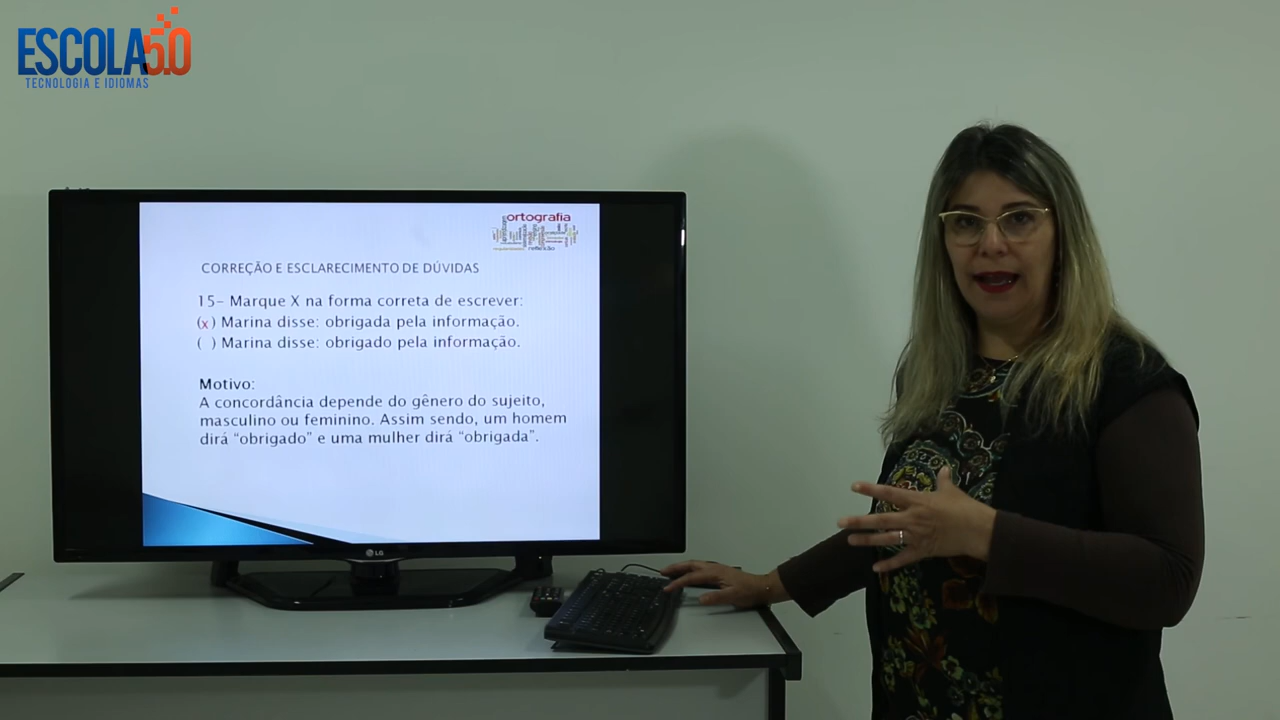 ESCOLA5.0
TECNOLOGIA E IDIOMAS
ortografia
reflexão
CORREÇÃO E ESCLARECIMENTO DE DÚVIDAS
15- Marque X na forma correta de escrever:
(x) Marina disse: obrigada pela informação.
( ) Marina disse: obrigado pela informação.
Motivo:
A concordância depende do gênero do sujeito,
masculino ou feminino. Assim sendo, um homem
dirá “obrigado” e uma mulher dirá “obrigada”.
LG